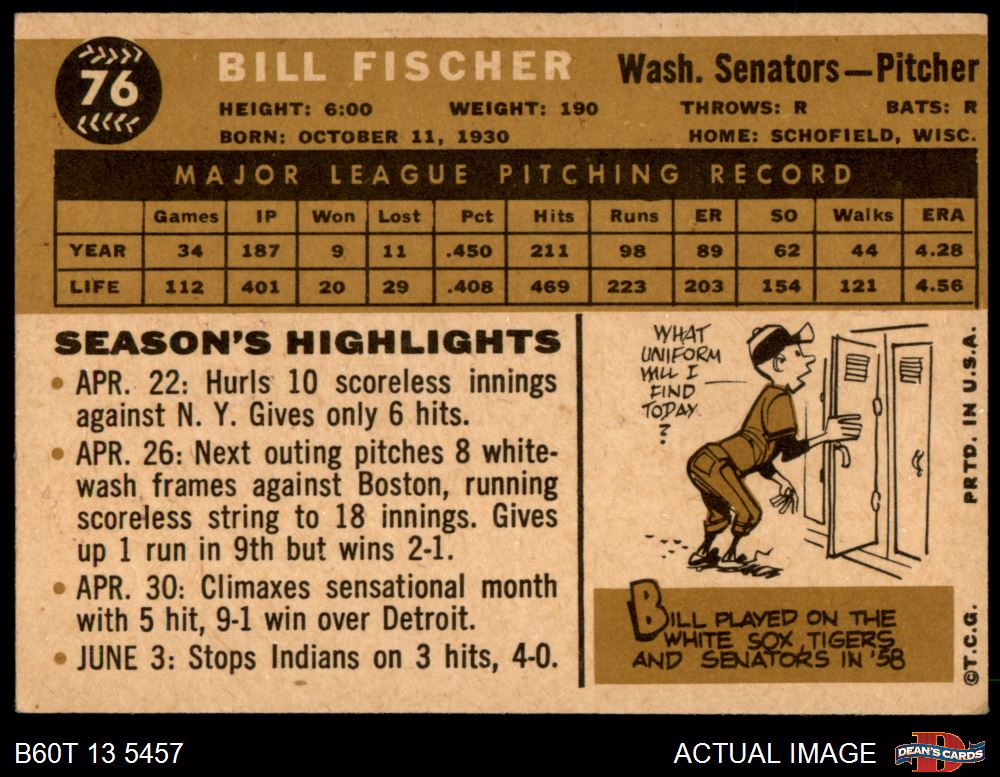 76
BILL FISCHER
Wash. Senators—Pitcher
HEIGHT: 6:00 WEIGHT: 190 THROWS: R BATS: R
BORN: OCTOBER 11, 1930 HOME: SCHOFIELD, WISC.
MAJOR LEAGUE PITCHING RECORD
Games IP Won Lost Pct Hits Runs ER SO Walks ERA
YEAR 34 187 9 11 .450 211 98 89 62 44 4.28
LIFE 112 401 20 29 .408 469 223 203 154 121 4.56
SEASON'S HIGHLIGHTS
• APR. 22: Hurls 10 scoreless innings
against N. Y. Gives only 6 hits.
• APR. 26: Next outing pitches 8 white-
wash frames against Boston, running
scoreless string to 18 innings. Gives
up 1 run in 9th but wins 2-1.
• APR. 30: Climaxes sensational month
with 5 hit, 9-1 win over Detroit.
• JUNE 3: Stops Indians on 3 hits, 4-0.
WHAT
UNIFORM
WILL I
FIND
TODAY
?
BILL PLAYED ON THE
WHITE SOX, TIGERS
AND SENATORS IN '58
©T.C.G. PRTD. IN U.S.A.
B60T 13 5457
ACTUAL IMAGE
DEAN'S CARDS